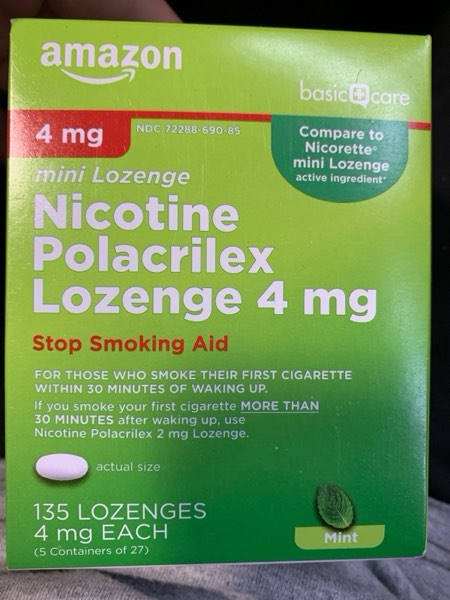 amazon
basic care
4 mg
NDC 72288-690-85
Compare to
Nicorette®
mini Lozenge
active ingredient*
mini Lozenge
Nicotine
Polacrilex
Lozenge 4 mg
Stop Smoking Aid
FOR THOSE WHO SMOKE THEIR FIRST CIGARETTE
WITHIN 30 MINUTES OF WAKING UP.
If you smoke your first cigarette MORE THAN
30 MINUTES after waking up, use
Nicotine Polacrilex 2 mg Lozenge.
actual size
135 LOZENGES
4 mg EACH
(5 Containers of 27)
Mint